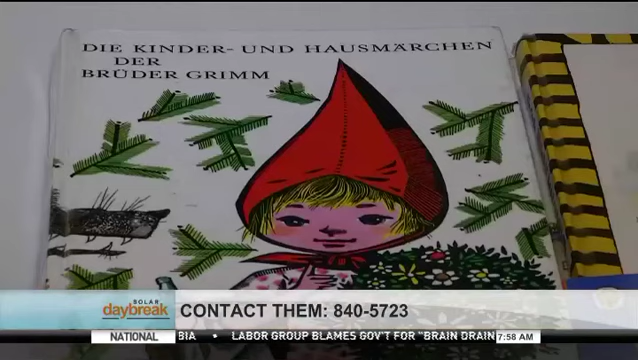 DIE KINDER- UND HAUSMÄRCHEN
DER
BRÜDER GRIMM
SOLAR
daybreak
CONTACT THEM: 840-5723
NATIONAL
BIA • LABOR GROUP BLAMES GOV'T FOR "BRAIN DRAIN
7:58 AM